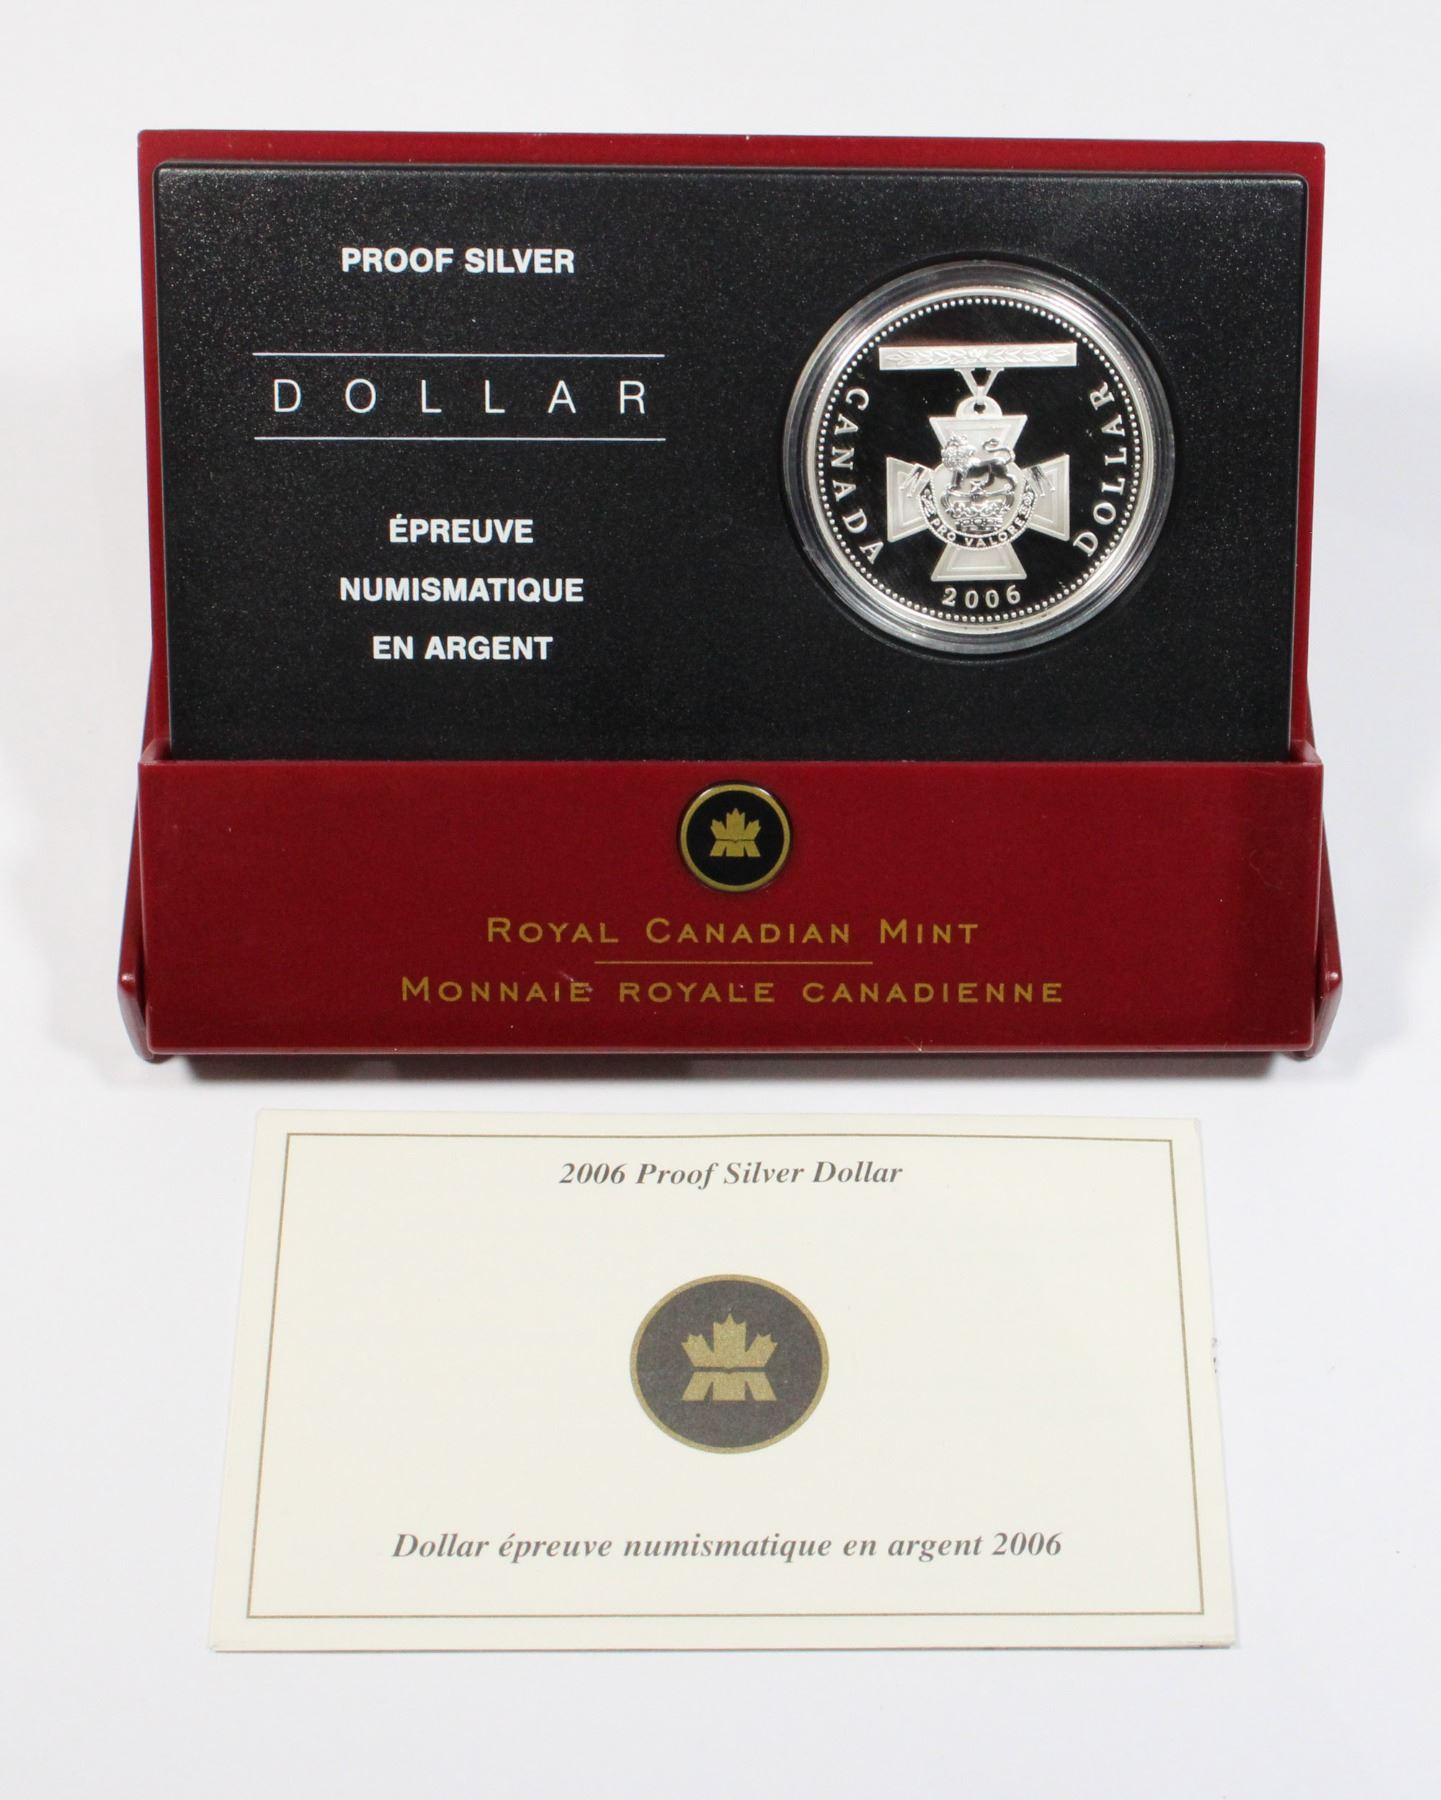 PROOF SILVER
DOLLAR
ÉPREUVE
NUMISMATIQUE
EN ARGENT
CANADA
DOLLAR
PRO VALORE
2006
ROYAL CANADIAN MINT
MONNAIE ROYALE CANADIENNE
2006 Proof Silver Dollar
Dollar épreuve numismatique en argent 2006